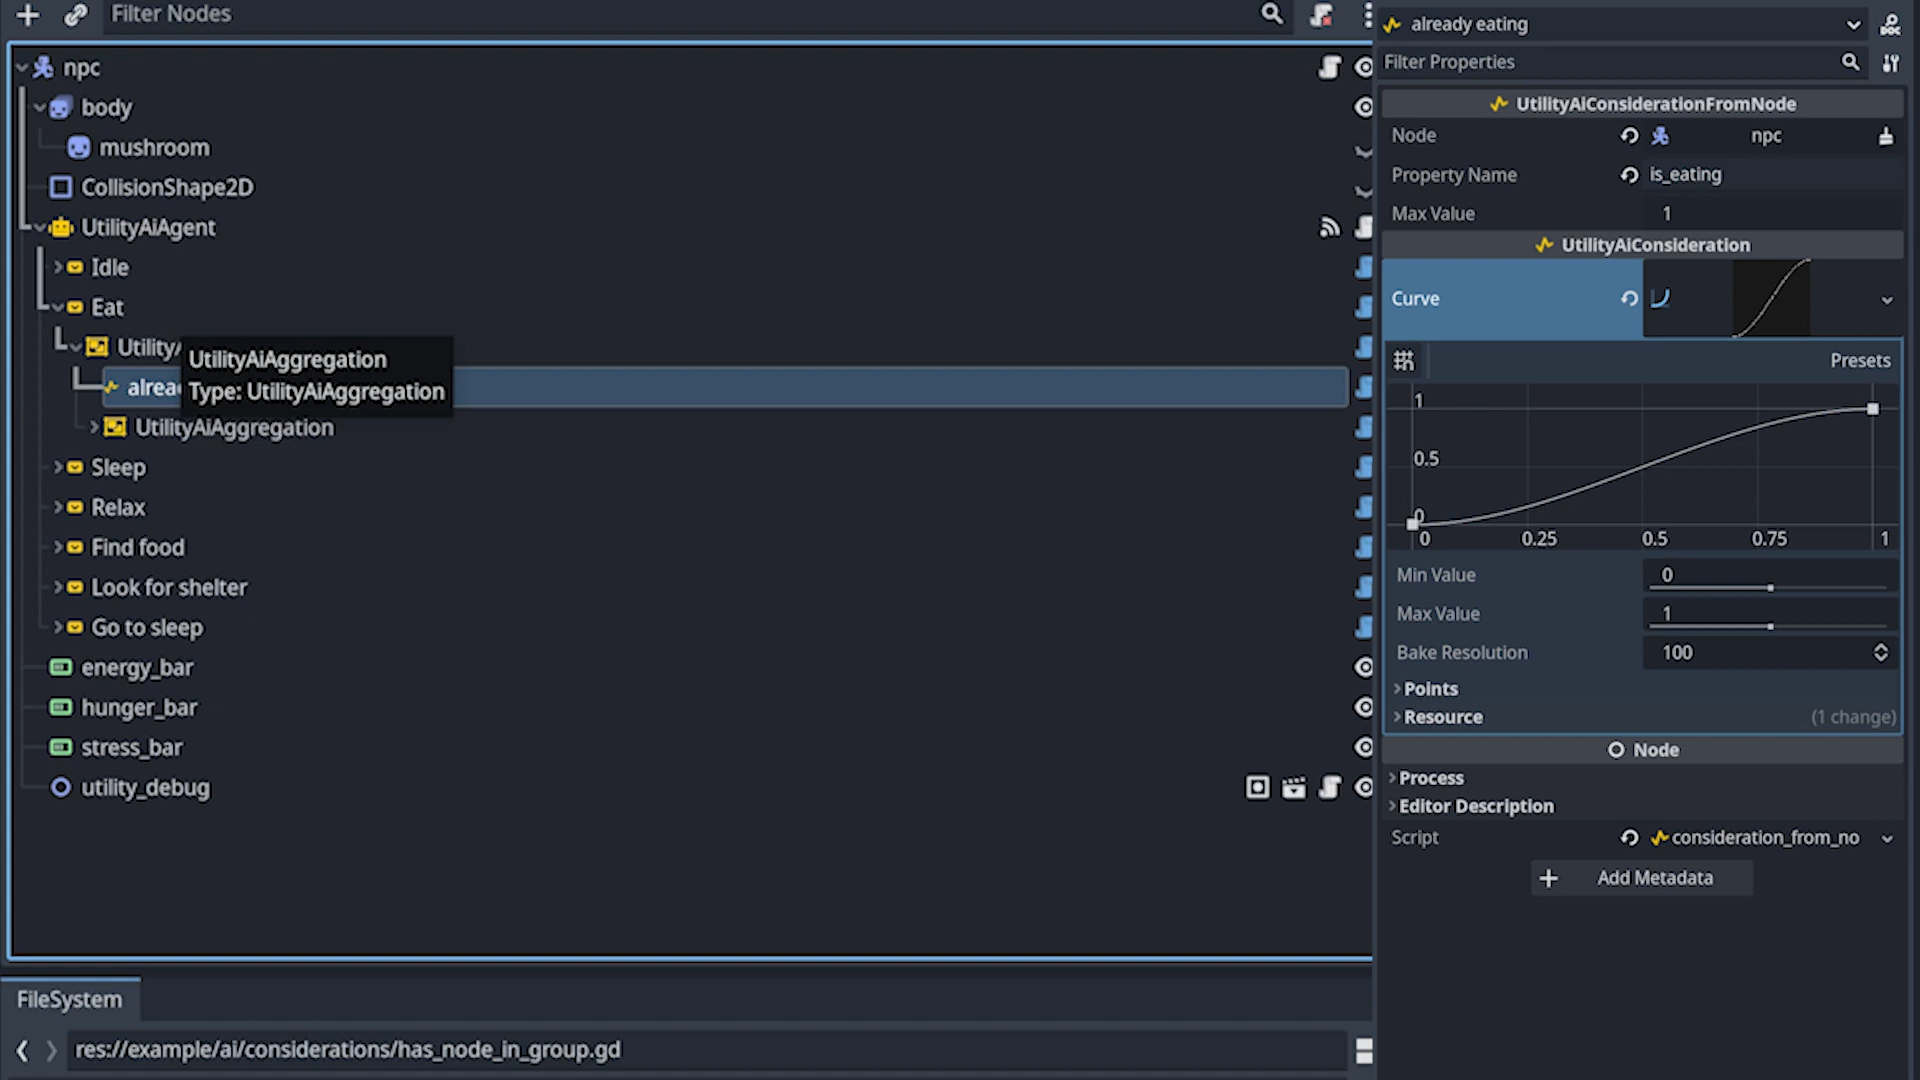 Filter Nodes
npc
body
mushroom
CollisionShape2D
UtilityAiAgent
Idle
Eat
UtilityA
UtilityAiAggregation
Type: UtilityAiAggregation
alrea
UtilityAiAggregation
Sleep
Relax
Find food
Look for shelter
Go to sleep
energy_bar
hunger_bar
stress_bar
utility_debug
FileSystem
res://example/ai/considerations/has_node_in_group.gd
already eating
DOC
Filter Properties
UtilityAiConsiderationFromNode
Node npc
Property Name is_eating
Max Value 1
UtilityAiConsideration
Curve
Presets
1
0.5
0
0 0.25 0.5 0.75 1
Min Value 0
Max Value 1
Bake Resolution 100
Points
Resource (1 change)
Node
Process
Editor Description
Script consideration_from_no
Add Metadata